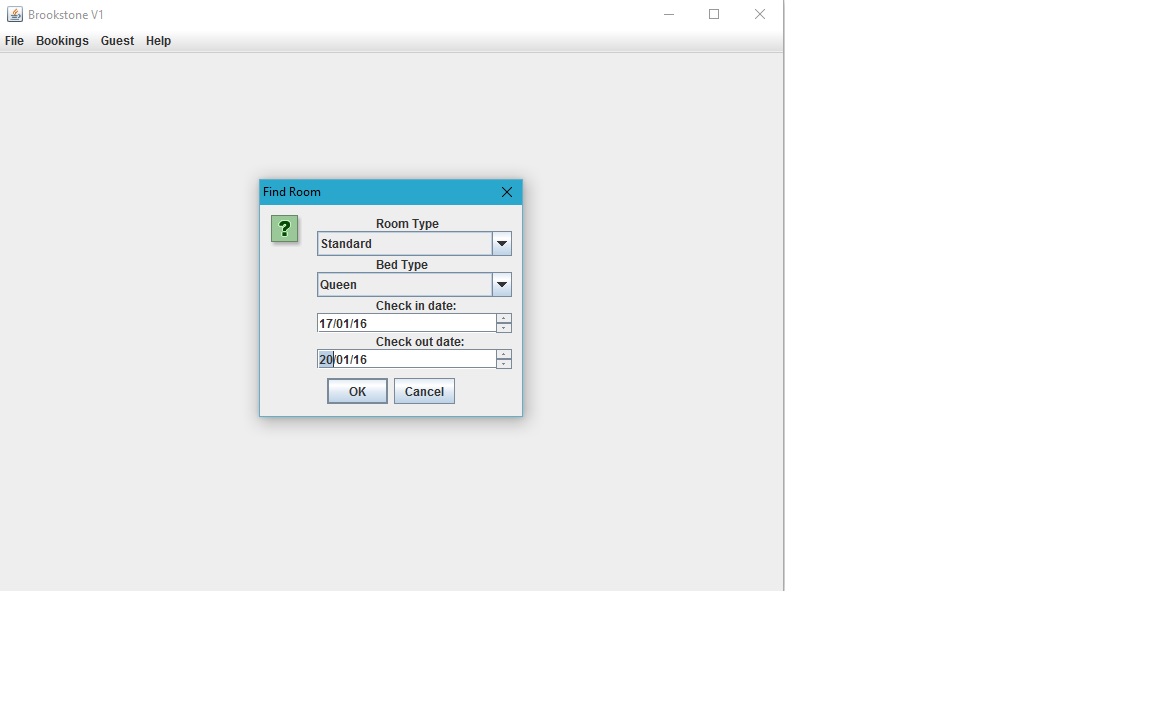 Brookstone V1
File Bookings Guest Help
Find Room
?
Room Type
Standard
Bed Type
Queen
Check in date:
17/01/16
Check out date:
20/01/16
OK Cancel